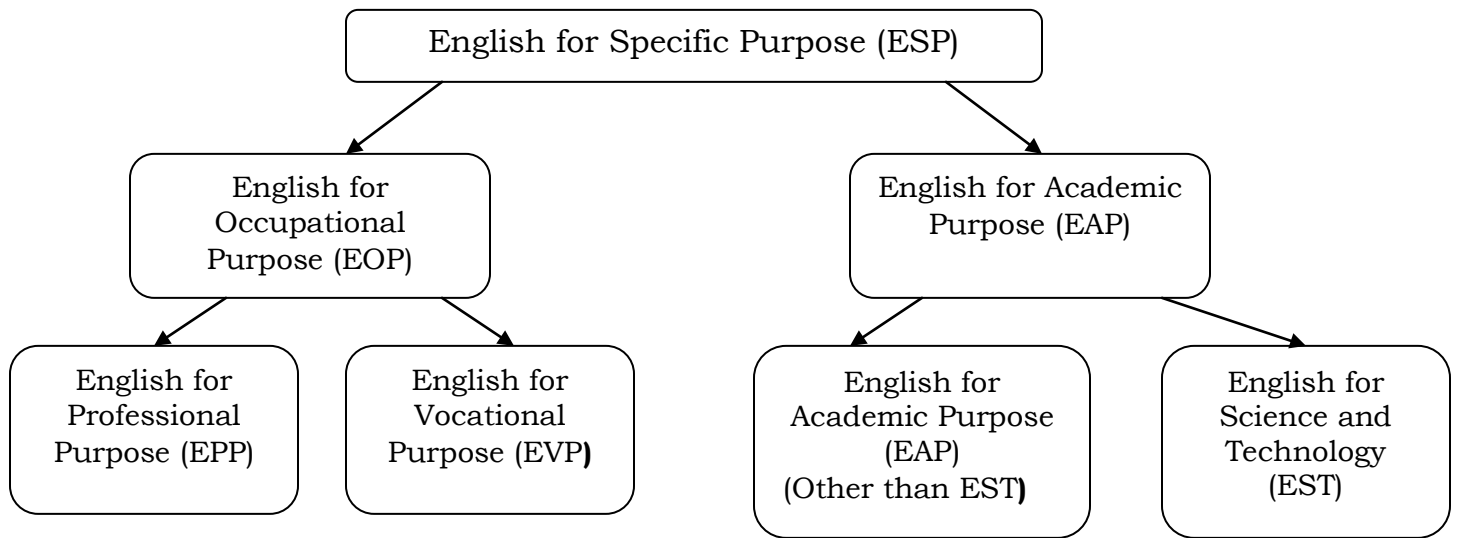 English for Specific Purpose (ESP)
English for
Occupational
Purpose (EOP)
English for Academic
Purpose (EAP)
English for
Professional
Purpose (EPP)
English for
Vocational
Purpose (EVP)
English for
Academic Purpose
(EAP)
(Other than EST)
English for
Science and
Technology
(EST)